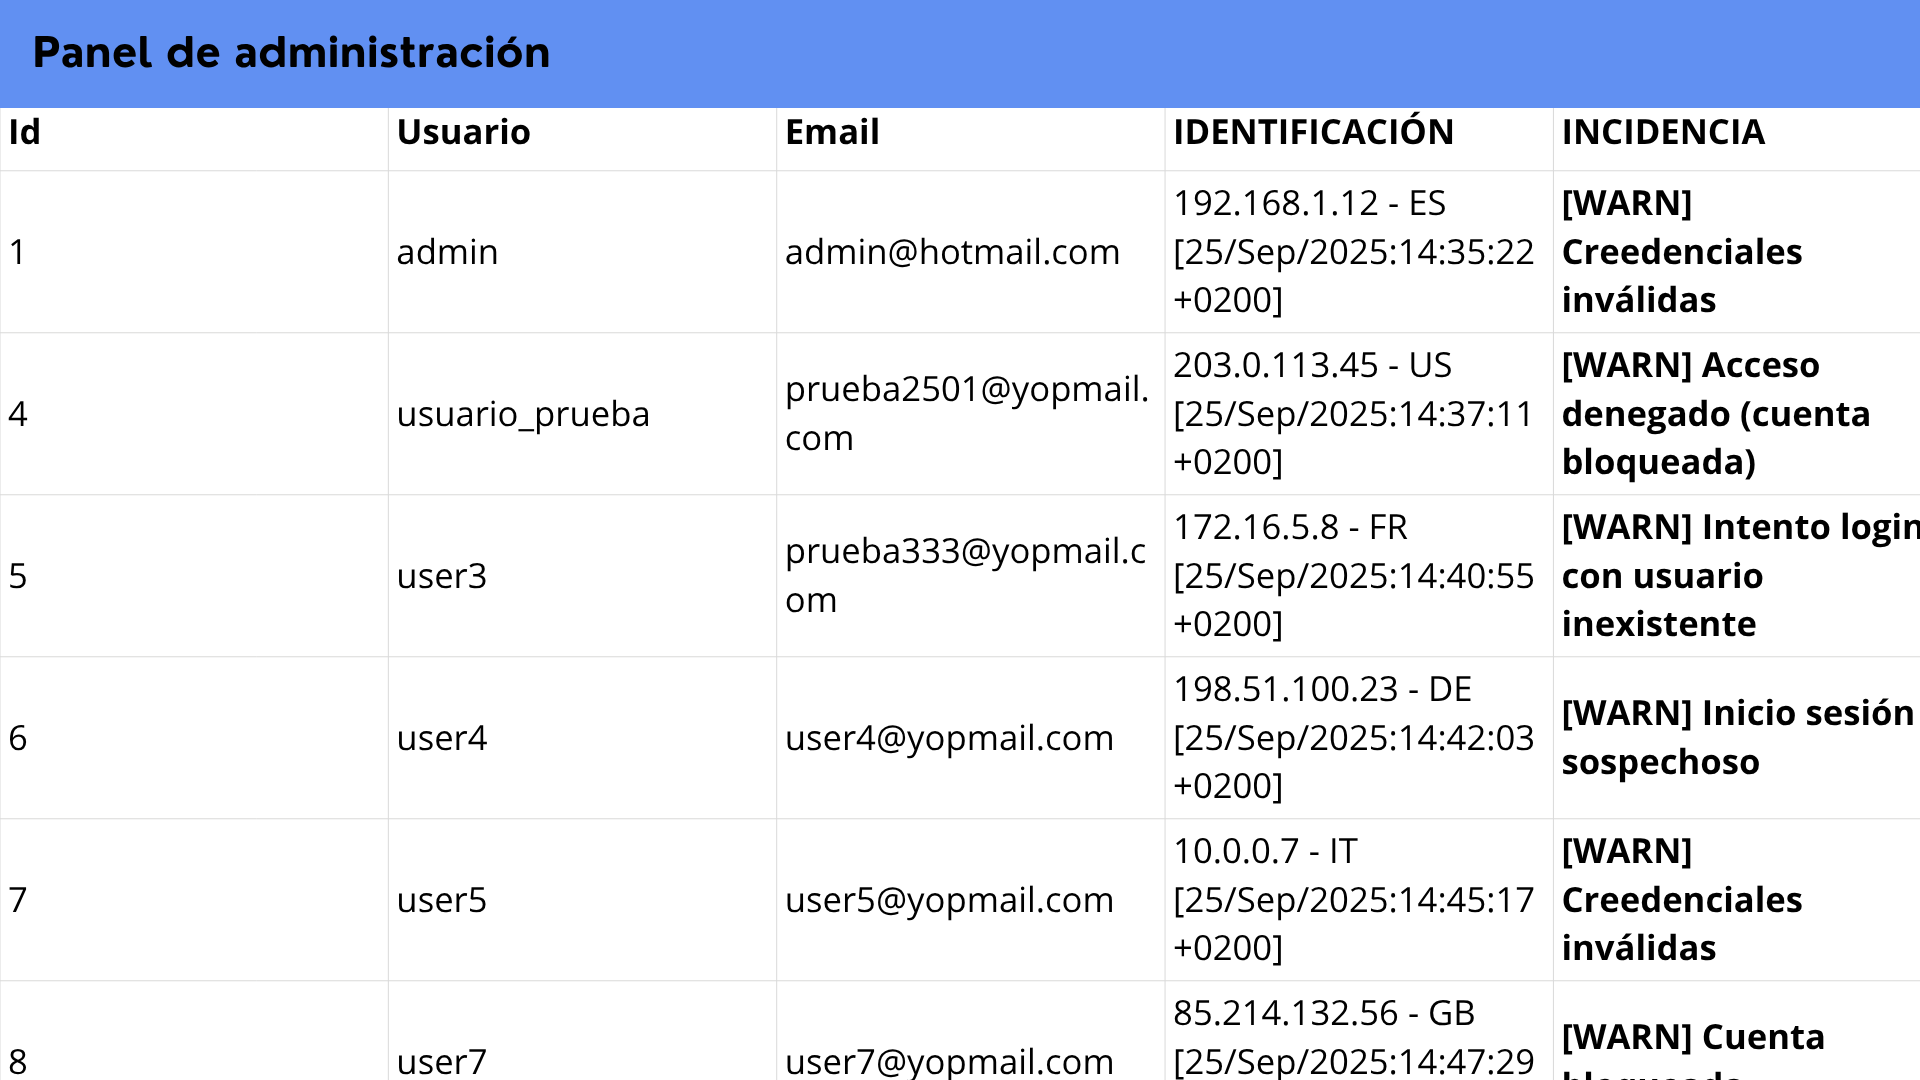 Panel de administración
Id Usuario Email IDENTIFICACIÓN INCIDENCIA
1 admin admin@hotmail.com 192.168.1.12 - ES
[25/Sep/2025:14:35:22
+0200] [WARN]
Creedenciales
inválidas
4 usuario_prueba prueba2501@yopmail.
com 203.0.113.45 - US
[25/Sep/2025:14:37:11
+0200] [WARN] Acceso
denegado (cuenta
bloqueada)
5 user3 prueba333@yopmail.c
om 172.16.5.8 - FR
[25/Sep/2025:14:40:55
+0200] [WARN] Intento login
con usuario
inexistente
6 user4 user4@yopmail.com 198.51.100.23 - DE
[25/Sep/2025:14:42:03
+0200] [WARN] Inicio sesión
sospechoso
7 user5 user5@yopmail.com 10.0.0.7 - IT
[25/Sep/2025:14:45:17
+0200] [WARN]
Creedenciales
inválidas
8 user7 user7@yopmail.com 85.214.132.56 - GB
[25/Sep/2025:14:47:29 [WARN] Cuenta